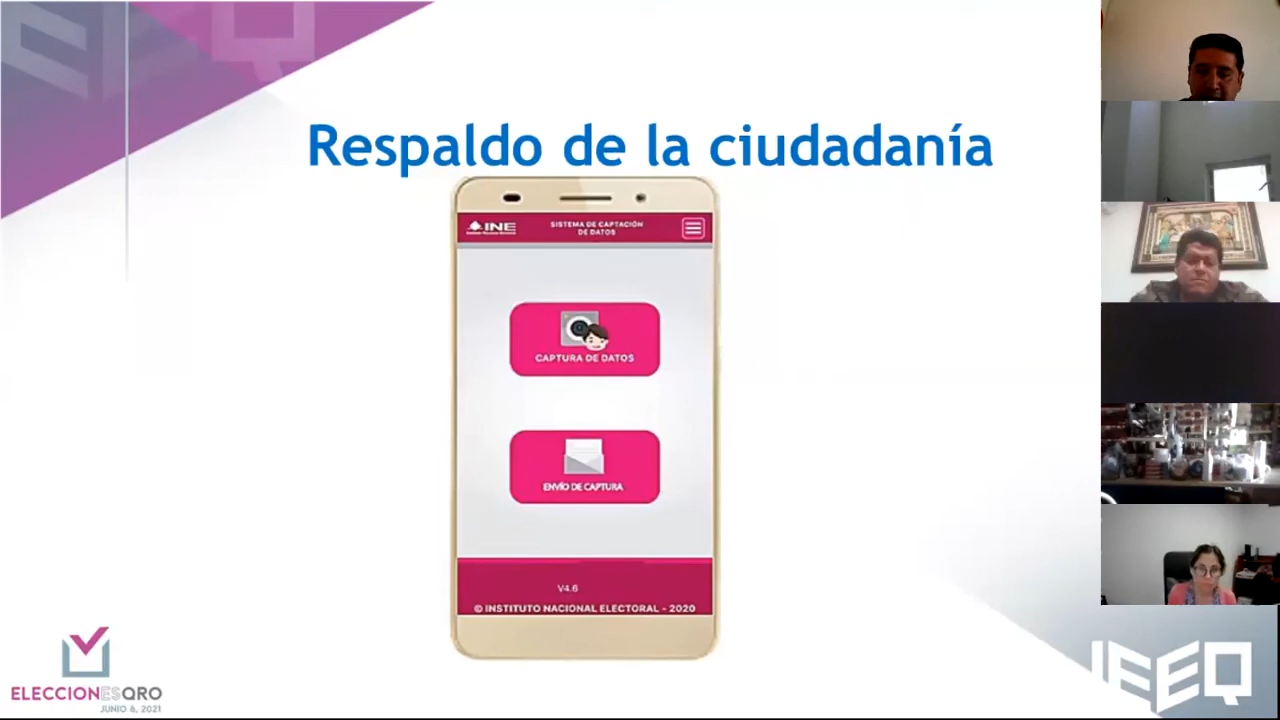 EQ
Respaldo de la ciudadanía
INE
SISTEMA DE CAPTACIÓN
DE DATOS
CAPTURA DE DATOS
ENVÍO DE CAPTURA
V4.6
© INSTITUTO NACIONAL ELECTORAL - 2020
ELECCIONESQRO
JUNIO 6, 2021
IEEQ